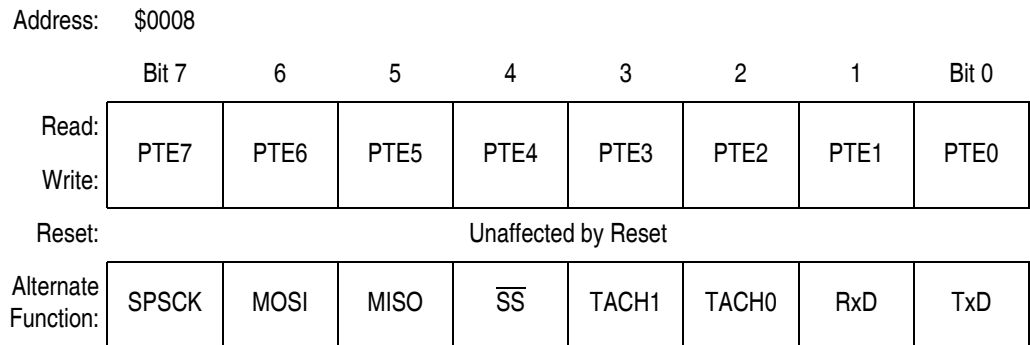 Address: $0008
Bit 7 6 5 4 3 2 1 Bit 0
Read:
PTE7 PTE6 PTE5 PTE4 PTE3 PTE2 PTE1 PTE0
Write:
Reset: Unaffected by Reset
Alternate
Function: SPSCK MOSI MISO S̅S̅ TACH1 TACH0 RxD TxD